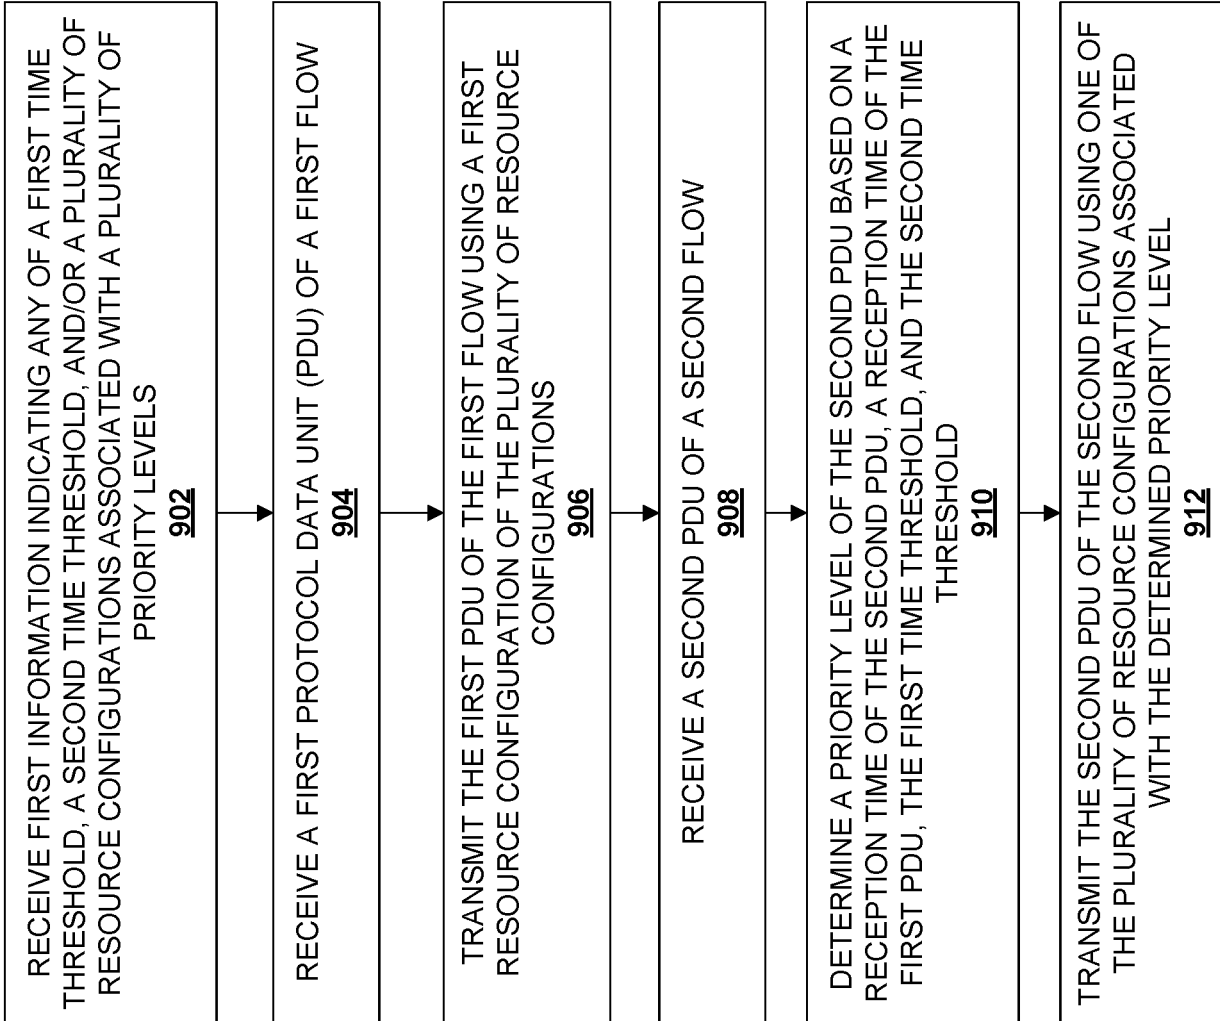 RECEIVE FIRST INFORMATION INDICATING ANY OF A FIRST TIME
THRESHOLD, A SECOND TIME THRESHOLD, AND/OR A PLURALITY OF
RESOURCE CONFIGURATIONS ASSOCIATED WITH A PLURALITY OF
PRIORITY LEVELS
902
RECEIVE A FIRST PROTOCOL DATA UNIT (PDU) OF A FIRST FLOW
904
TRANSMIT THE FIRST PDU OF THE FIRST FLOW USING A FIRST
RESOURCE CONFIGURATION OF THE PLURALITY OF RESOURCE
CONFIGURATIONS
906
RECEIVE A SECOND PDU OF A SECOND FLOW
908
DETERMINE A PRIORITY LEVEL OF THE SECOND PDU BASED ON A
RECEPTION TIME OF THE SECOND PDU, A RECEPTION TIME OF THE
FIRST PDU, THE FIRST TIME THRESHOLD, AND THE SECOND TIME
THRESHOLD
910
TRANSMIT THE SECOND PDU OF THE SECOND FLOW USING ONE OF
THE PLURALITY OF RESOURCE CONFIGURATIONS ASSOCIATED
WITH THE DETERMINED PRIORITY LEVEL
912